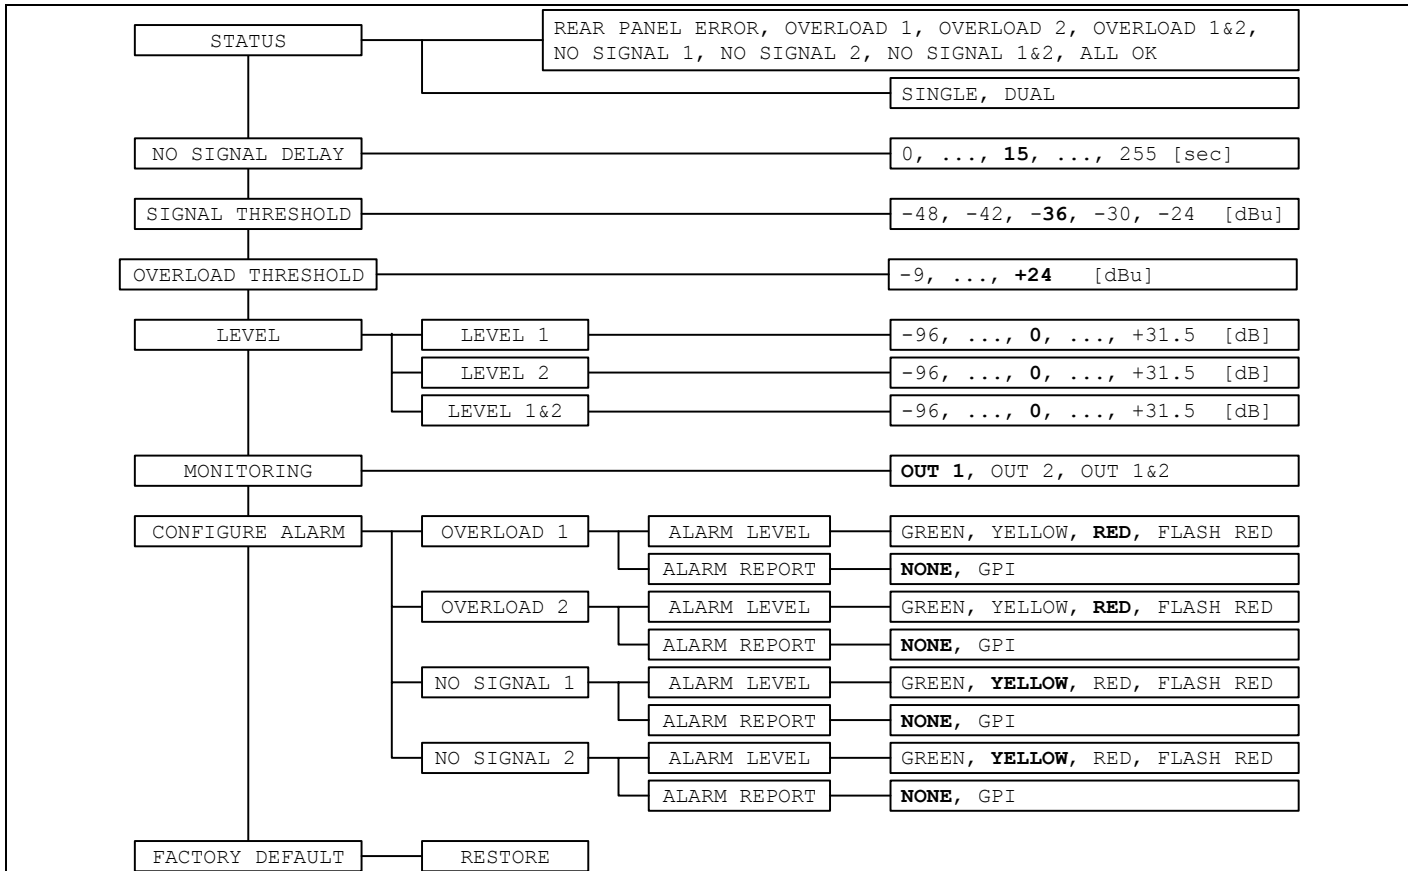 STATUS
REAR PANEL ERROR, OVERLOAD 1, OVERLOAD 2, OVERLOAD 1&2,
NO SIGNAL 1, NO SIGNAL 2, NO SIGNAL 1&2, ALL OK
SINGLE, DUAL
NO SIGNAL DELAY
0, ..., 15, ..., 255 [sec]
SIGNAL THRESHOLD
-48, -42, -36, -30, -24 [dBu]
OVERLOAD THRESHOLD
-9, ..., +24 [dBu]
LEVEL
LEVEL 1
-96, ..., 0, ..., +31.5 [dB]
LEVEL 2
-96, ..., 0, ..., +31.5 [dB]
LEVEL 1&2
-96, ..., 0, ..., +31.5 [dB]
MONITORING
OUT 1, OUT 2, OUT 1&2
CONFIGURE ALARM
OVERLOAD 1
ALARM LEVEL
GREEN, YELLOW, RED, FLASH RED
ALARM REPORT
NONE, GPI
OVERLOAD 2
ALARM LEVEL
GREEN, YELLOW, RED, FLASH RED
ALARM REPORT
NONE, GPI
NO SIGNAL 1
ALARM LEVEL
GREEN, YELLOW, RED, FLASH RED
ALARM REPORT
NONE, GPI
NO SIGNAL 2
ALARM LEVEL
GREEN, YELLOW, RED, FLASH RED
ALARM REPORT
NONE, GPI
FACTORY DEFAULT
RESTORE